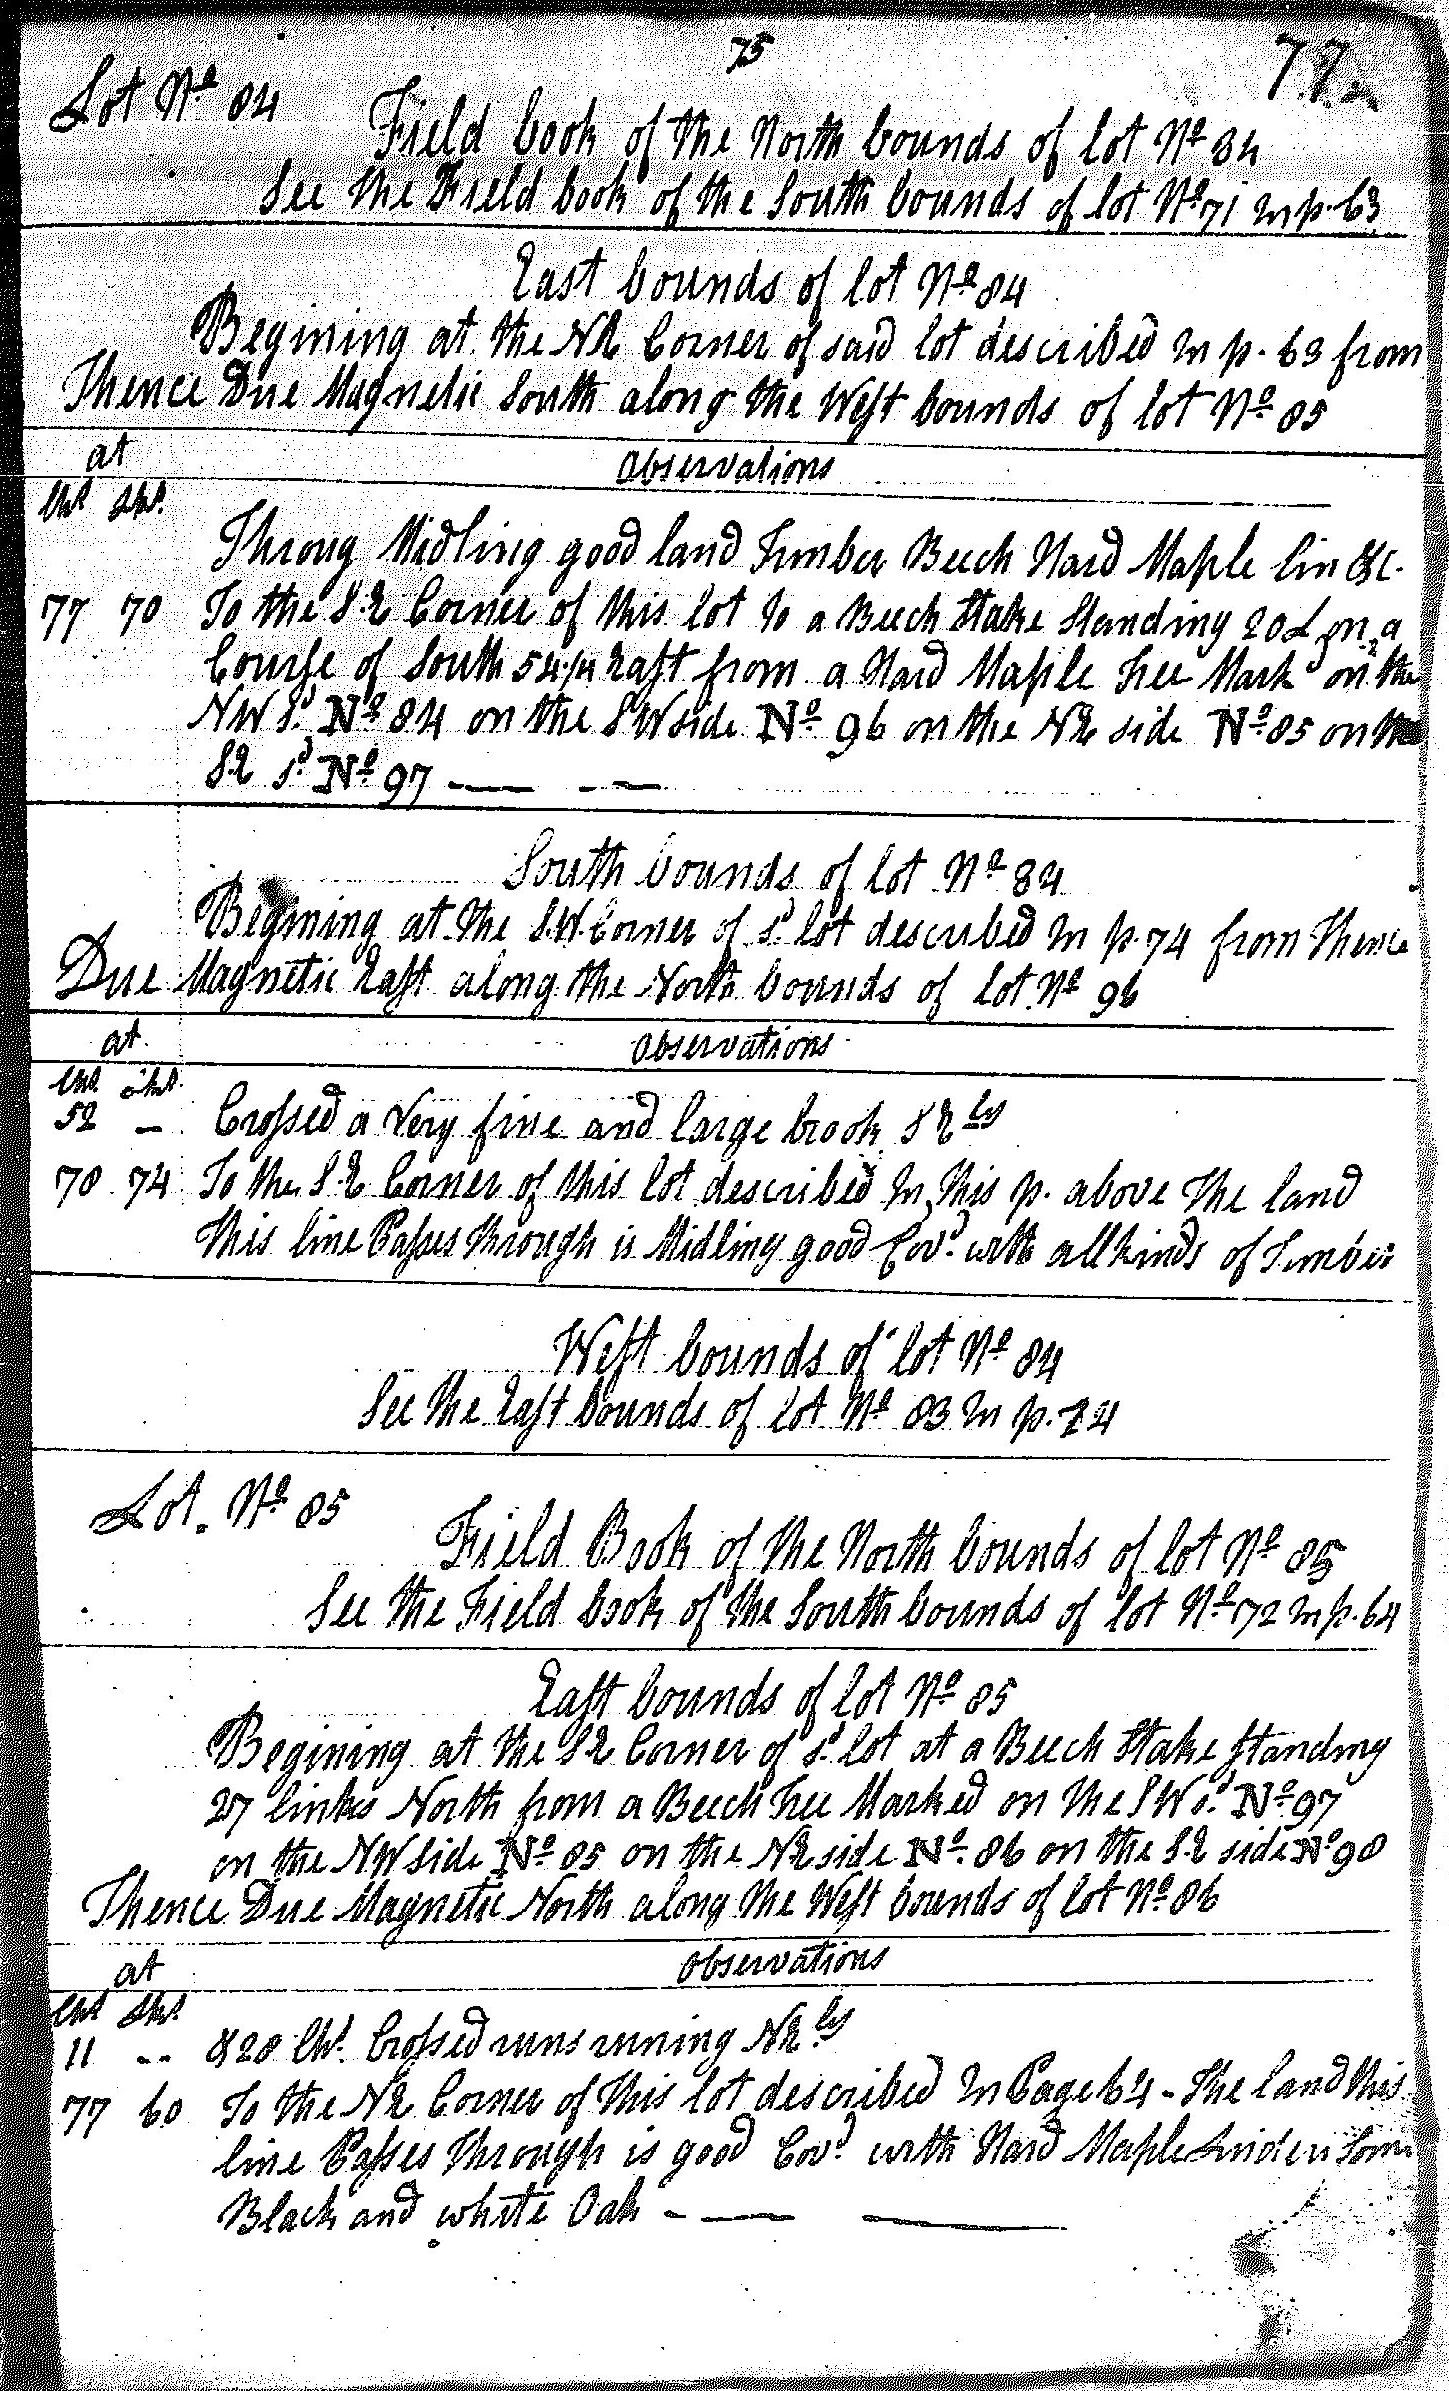 75
77
Lot Nº 84
Field book of the North bounds of lot Nº 84
See the Field book of the South bounds of lot Nº 71 in p. 63
East bounds of lot Nº 84
Begining at the NE Corner of said lot described in p. 63 from
Thence Due Magnetic South along the West bounds of lot Nº 85
at
Observations
Chs Lks.
Throug Midling good land Timber Beech Hard Maple Lin &c.
77 70 To the S.E Corner of this lot to a Beech Stake Standing 20 L on a
Course of South 54 1/4 East from a Hard Maple Tree Mark'd on the
NW Sd Nº 84 on the SW side Nº 96 on the NE side Nº 85 on the
SE sd Nº 97
South bounds of lot Nº 84
Begining at the S.W. Corner of sd lot described in p. 74 from Thence
Due Magnetic East along the North bounds of lot Nº 96
at
Observations
Chs. Lks.
52 – Crossed a Very fine and large brook SEly
70 74 To the S.E Corner of this lot described in this p. above The land
this line Passes through is Midling good Covd. with all kinds of Timber
West bounds of lot Nº 84
See the East bounds of lot Nº 83 in p. 74
Lot. Nº 85
Field Book of the North bounds of lot Nº 85
See the Field book of the South bounds of lot Nº 72 in p. 64
East bounds of lot Nº 85
Begining at the SE Corner of sd lot at a Beech Stake standing
27 links North from a Beech Tree Marked on the SW sd. Nº 97
on the NW side Nº 85 on the NE side Nº. 86 on the S.E side Nº 98
Thence Due Magnetic North along the West bounds of lot Nº 86
at
Observations
Chs Lks.
11 -- & 20 Chs. Crossed runs runing NEly
77 60 To the NE Corner of this lot described in Page 64 - The land this
line Passes through is good Covd. with Hard Maple Linden Some
Black and white Oak